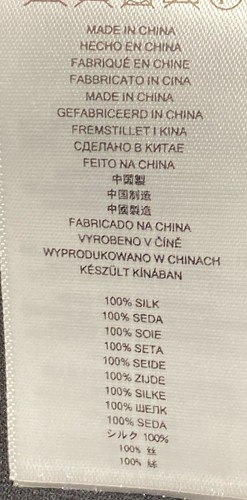 MADE IN CHINA
HECHO EN CHINA
FABRIQUÉ EN CHINE
FABBRICATO IN CINA
MADE IN CHINA
GEFABRICEERD IN CHINA
FREMSTILLET I KINA
СДЕЛАНО В КИТАЕ
FEITO NA CHINA
中国製
中国制造
中國製造
FABRICADO NA CHINA
VYROBENO V ČÍNĚ
WYPRODUKOWANO W CHINACH
KÉSZÜLT KÍNÁBAN
100% SILK
100% SEDA
100% SOIE
100% SETA
100% SEIDE
100% ZIJDE
100% SILKE
100% ШЕЛК
100% SEDA
シルク 100%
100% 丝
100% 絲